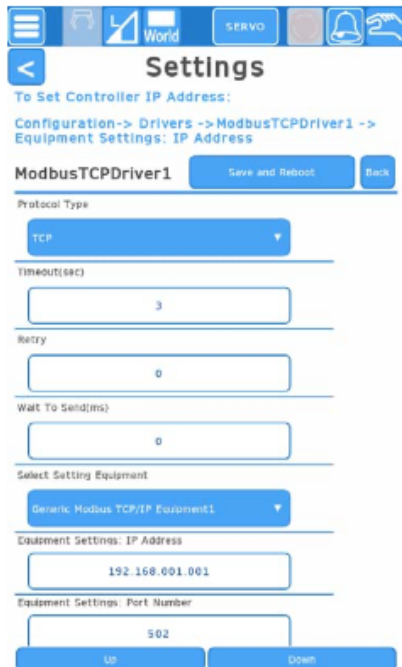 World
SERVO
<
Settings
To Set Controller IP Address:
Configuration-> Drivers ->ModbusTCPDriver1 ->
Equipment Settings: IP Address
ModbusTCPDriver1
Save and Reboot
Back
Protocol Type
TCP
Timeout(sec)
3
Retry
0
Wait To Send(ms)
0
Select Setting Equipment
Generic Modbus TCP/IP Equipment1
Equipment Settings: IP Address
192.168.001.001
Equipment Settings: Port Number
502
Up
Down